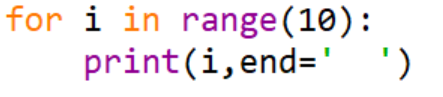 for i in range(10):
    print(i,end='  ')